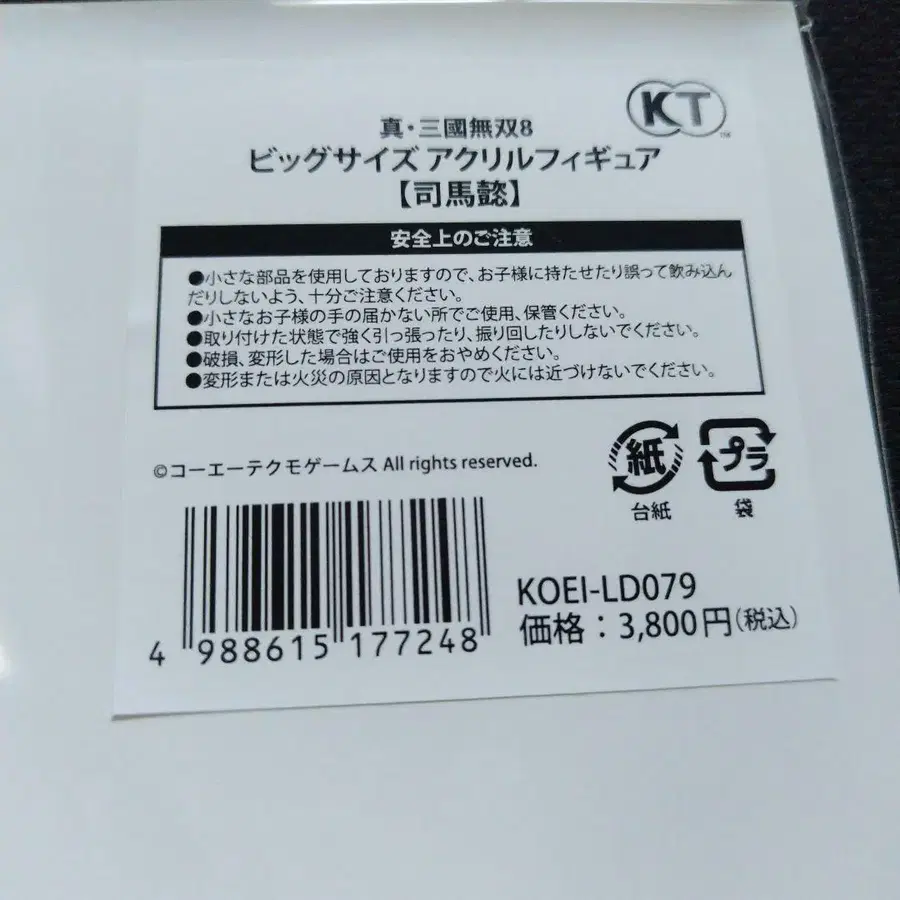 KT™
真・三國無双8
ビッグサイズ アクリルフィギュア
【司馬懿】
安全上のご注意
●小さな部品を使用しておりますので、お子様に持たせたり誤って飲み込ん
だりしないよう、十分ご注意ください。
●小さなお子様の手の届かない所でご使用、保管ください。
●取り付けた状態で強く引っ張ったり、振り回したりしないでください。
●破損、変形した場合はご使用をおやめください。
●変形または火災の原因となりますので火には近づけないでください。
©コーエーテクモゲームス All rights reserved.
紙
台紙
プラ
袋
4 988615 177248
KOEI-LD079
価格：3,800円(税込)